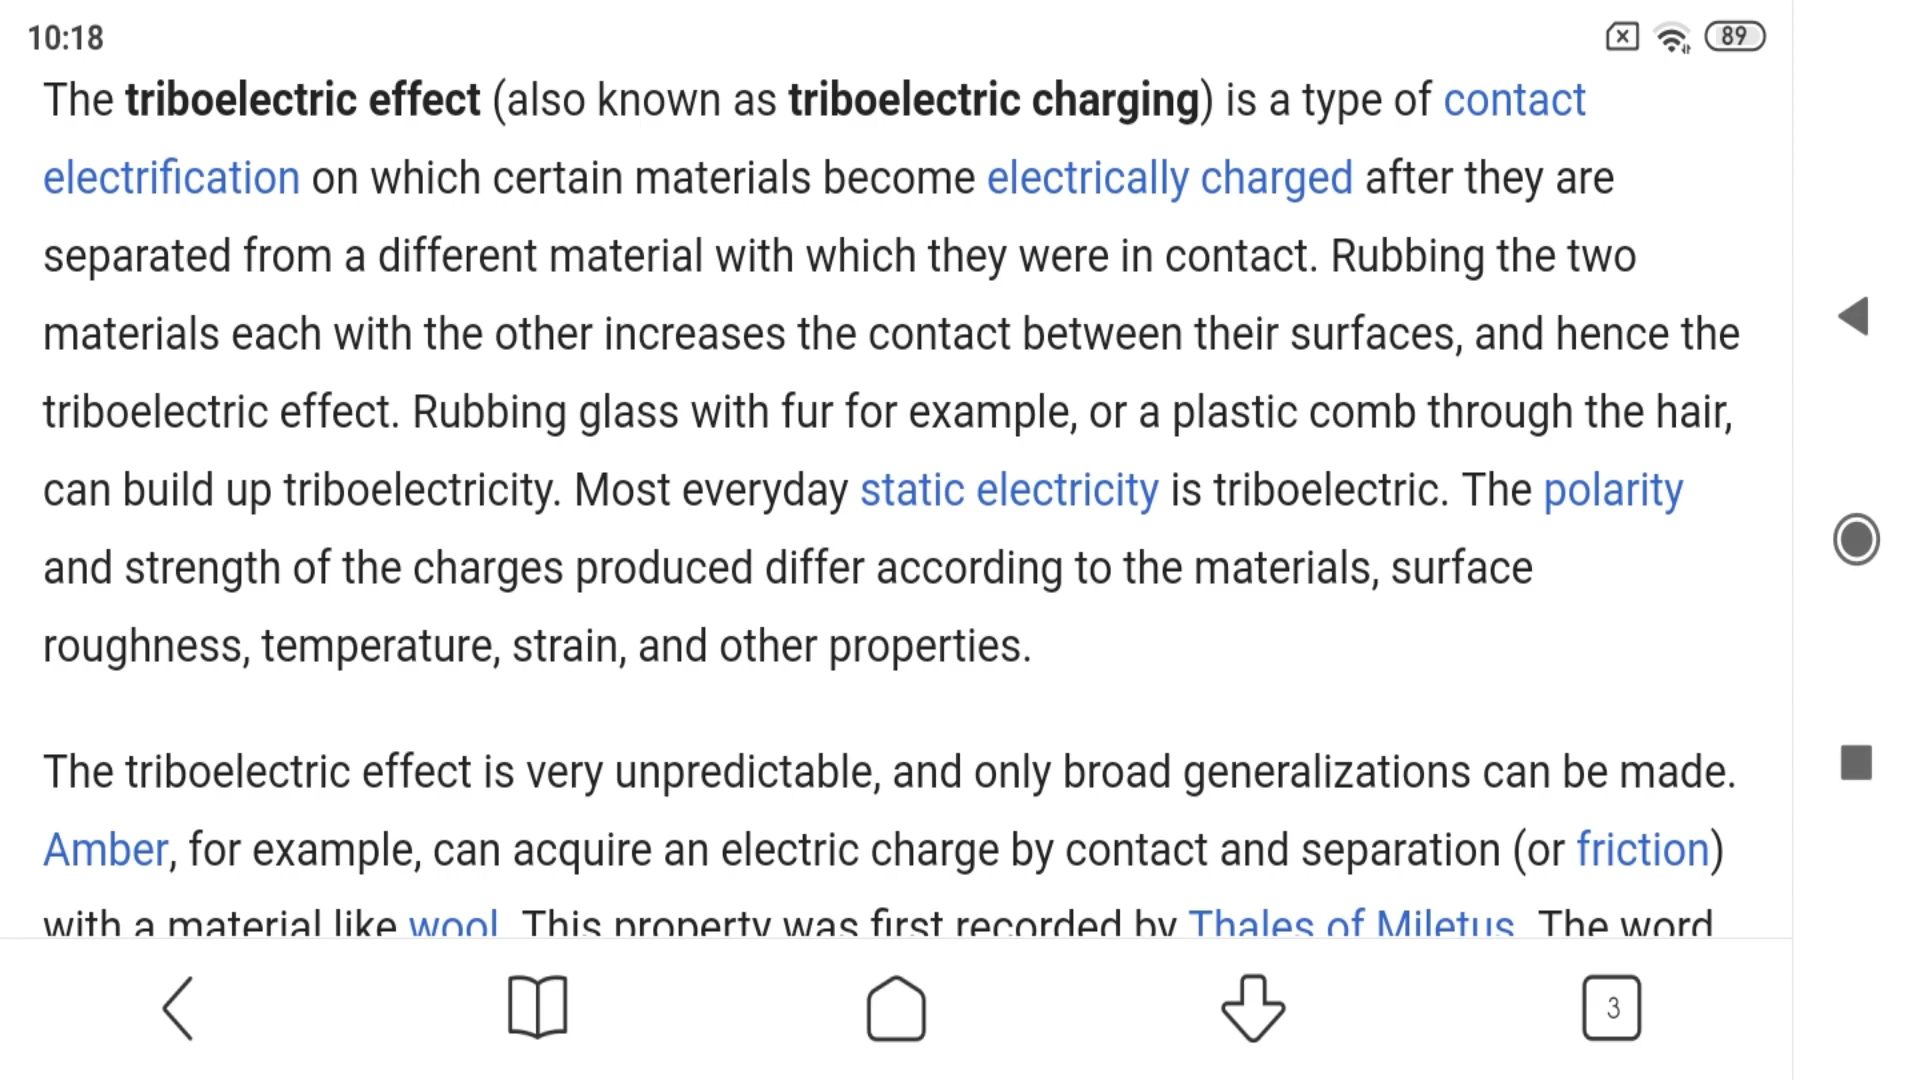 10:18
89
The triboelectric effect (also known as triboelectric charging) is a type of contact
electrification on which certain materials become electrically charged after they are
separated from a different material with which they were in contact. Rubbing the two
materials each with the other increases the contact between their surfaces, and hence the
triboelectric effect. Rubbing glass with fur for example, or a plastic comb through the hair,
can build up triboelectricity. Most everyday static electricity is triboelectric. The polarity
and strength of the charges produced differ according to the materials, surface
roughness, temperature, strain, and other properties.
The triboelectric effect is very unpredictable, and only broad generalizations can be made.
Amber, for example, can acquire an electric charge by contact and separation (or friction)
with a material like wool. This property was first recorded by Thales of Miletus. The word
3